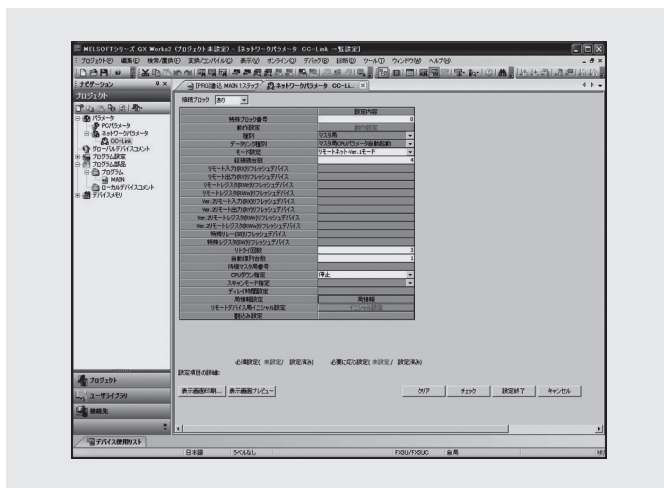 MELSOFTシリーズ GX Works2 (プロジェクト未設定) - [ネットワークパラメータ CC-Link 一覧設定]
プロジェクト(P) 編集(E) 検索/置換(F) 変換/コンパイル(C) 表示(V) オンライン(O) デバッグ(B) 診断(D) ツール(T) ウィンドウ(W) ヘルプ(H)
ナビゲーション
[PRG]書込 MAIN 1ステップ
ネットワークパラメータ CC-Li...
プロジェクト
パラメータ
PCパラメータ
ネットワークパラメータ
CC-Link
グローバルデバイスコメント
プログラム設定
プログラム部品
プログラム
MAIN
ローカルデバイスコメント
デバイスメモリ
接続ブロック あり
設定内容
特殊ブロック番号 0
動作設定 動作設定
種別 マスタ局
データリンク種別 マスタ局CPUパラメータ自動起動
モード設定 リモートネット-Ver.1モード
総接続台数 4
リモート入力(RX)リフレッシュデバイス
リモート出力(RY)リフレッシュデバイス
リモートレジスタ(RWr)リフレッシュデバイス
リモートレジスタ(RWw)リフレッシュデバイス
Ver.2リモート入力(RX)リフレッシュデバイス
Ver.2リモート出力(RY)リフレッシュデバイス
Ver.2リモートレジスタ(RWr)リフレッシュデバイス
Ver.2リモートレジスタ(RWw)リフレッシュデバイス
特殊リレー(SB)リフレッシュデバイス
特殊レジスタ(SW)リフレッシュデバイス
リトライ回数 3
自動復列台数 1
待機マスタ局番号
CPUダウン指定 停止
スキャンモード指定
ディレイ時間設定
局情報設定 局情報
リモートデバイス局イニシャル設定 イニシャル設定
割込み設定
必須設定( 未設定 / 設定済み) 必要に応じ設定( 未設定 / 設定済み)
設定項目の詳細:
表示画面印刷... 表示画面プレビュー クリア チェック 設定終了 キャンセル
プロジェクト
ユーザライブラリ
接続先
デバイス使用リスト
日本語 ラベルなし FX3U/FX3UC 自局